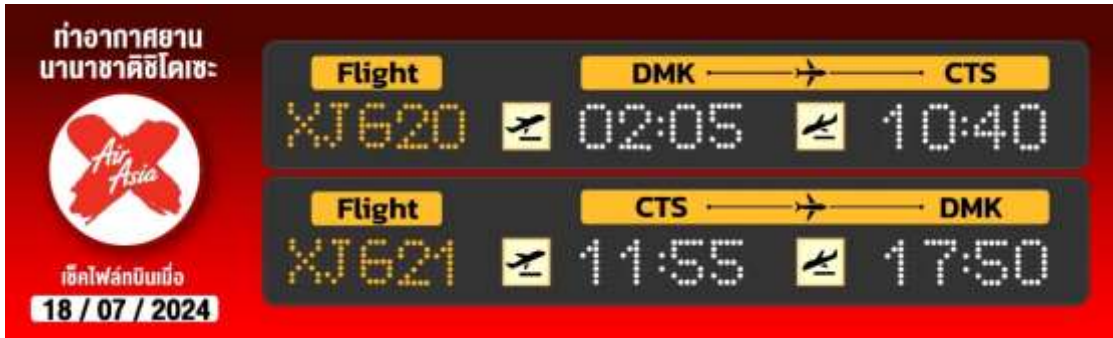 ท่าอากาศยาน
นานาชาติชิโตเซะ
Air
Asia
เช็คไฟล์ทบินเมื่อ
18 / 07 / 2024
Flight DMK CTS
XJ620 02:05 10:40
Flight CTS DMK
XJ621 11:55 17:50